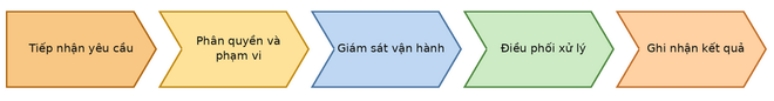 Tiếp nhận yêu cầu
Phân quyền và
phạm vi
Giám sát vận hành
Điều phối xử lý
Ghi nhận kết quả